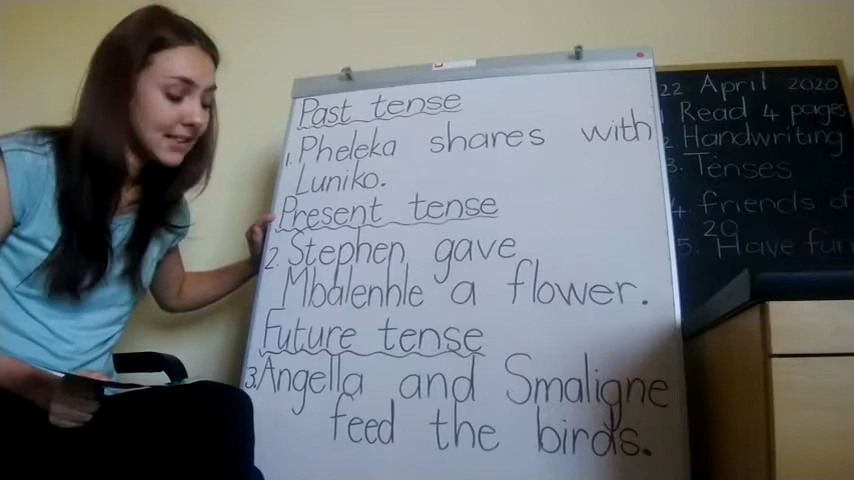 Past tense
1. Pheleka shares with
Luniko.
Present tense
2. Stephen gave
Mbalenhle a flower.
Future tense
3. Angella and Smaligne
feed the birds.
22 April 2020
1 Read 4 pages
2. Handwriting
3. Tenses
4. friends of
20
5. Have fun